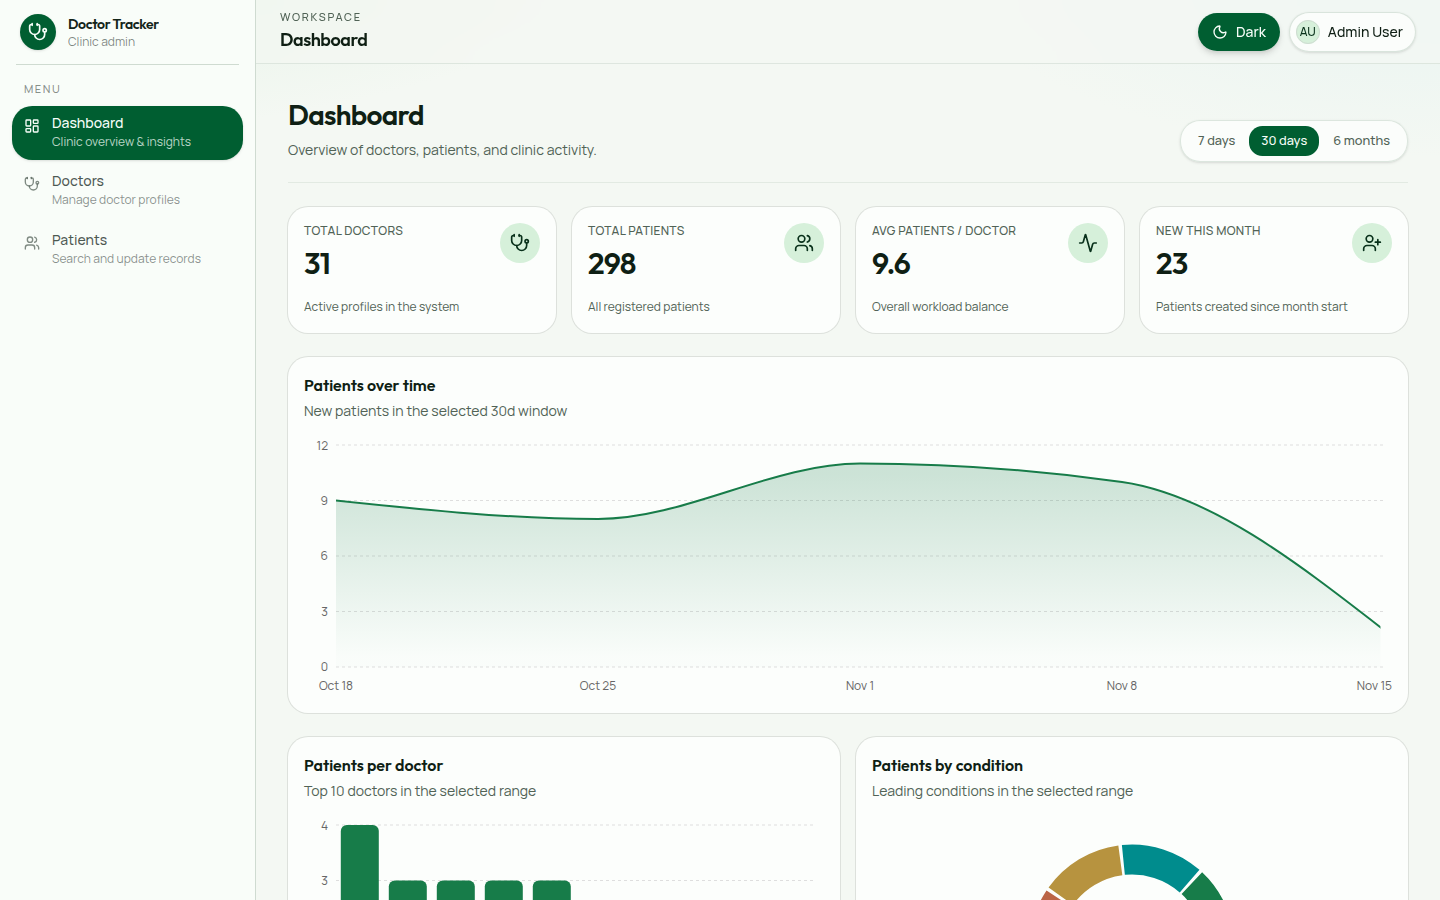 Doctor Tracker
Clinic admin
MENU
Dashboard
Clinic overview & insights
Doctors
Manage doctor profiles
Patients
Search and update records
WORKSPACE
Dashboard
Dark
AU
Admin User
Dashboard
Overview of doctors, patients, and clinic activity.
7 days
30 days
6 months
TOTAL DOCTORS
31
Active profiles in the system
TOTAL PATIENTS
298
All registered patients
AVG PATIENTS / DOCTOR
9.6
Overall workload balance
NEW THIS MONTH
23
Patients created since month start
Patients over time
New patients in the selected 30d window
12
9
6
3
0
Oct 18
Oct 25
Nov 1
Nov 8
Nov 15
Patients per doctor
Top 10 doctors in the selected range
4
3
Patients by condition
Leading conditions in the selected range